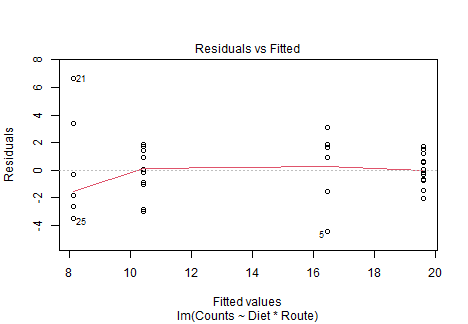 Residuals vs Fitted
Residuals
8
6
4
2
0
-2
-4
21
25
5
8 10 12 14 16 18 20
Fitted values
lm(Counts ~ Diet * Route)